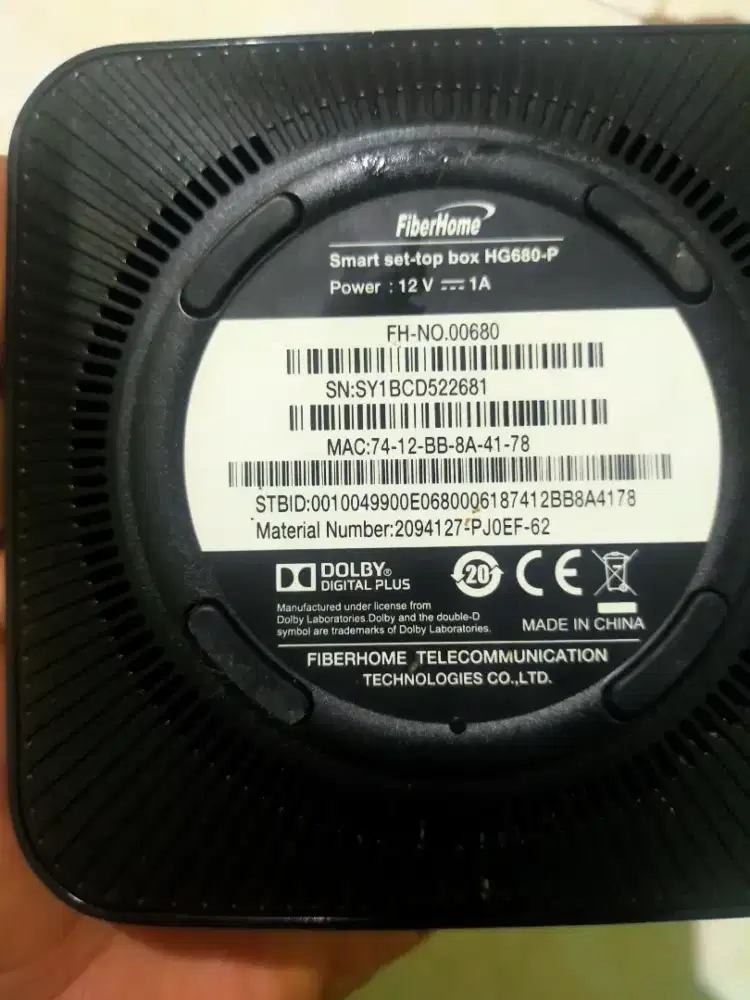 FiberHome
Smart set-top box HG680-P
Power : 12 V ⎓ 1A
FH-NO.00680
SN:SY1BCD522681
MAC:74-12-BB-8A-41-78
STBID:0010049900E0680006187412BB8A4178
Material Number:2094127-PJ0EF-62
DOLBY®
DIGITAL PLUS
20
CE
Manufactured under license from
Dolby Laboratories.Dolby and the double-D
symbol are trademarks of Dolby Laboratories.
MADE IN CHINA
FIBERHOME TELECOMMUNICATION
TECHNOLOGIES CO.,LTD.